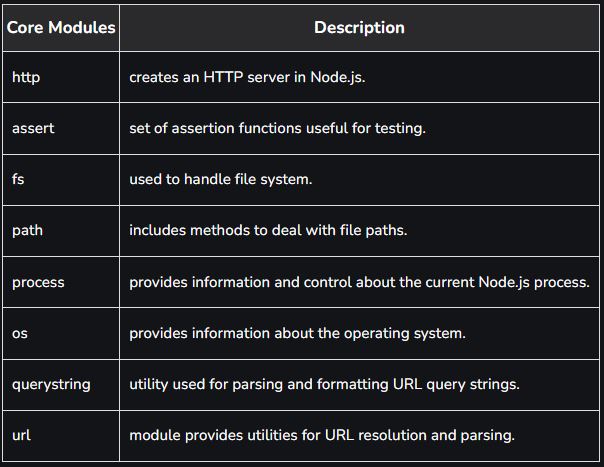 Core Modules Description
http creates an HTTP server in Node.js.
assert set of assertion functions useful for testing.
fs used to handle file system.
path includes methods to deal with file paths.
process provides information and control about the current Node.js process.
os provides information about the operating system.
querystring utility used for parsing and formatting URL query strings.
url module provides utilities for URL resolution and parsing.